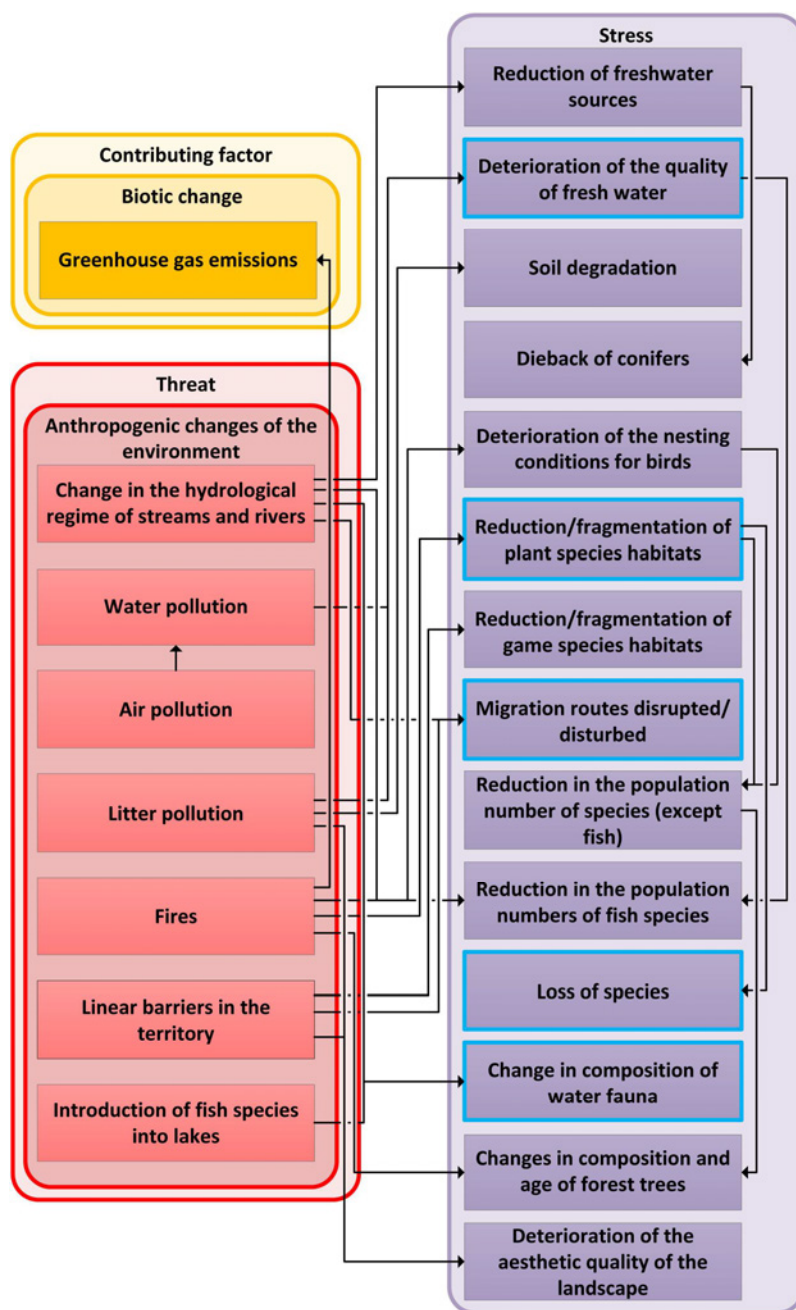 Contributing factor
Biotic change
Greenhouse gas emissions
Threat
Anthropogenic changes of the
environment
Change in the hydrological
regime of streams and rivers
Water pollution
Air pollution
Litter pollution
Fires
Linear barriers in the
territory
Introduction of fish species
into lakes
Stress
Reduction of freshwater
sources
Deterioration of the quality
of fresh water
Soil degradation
Dieback of conifers
Deterioration of the nesting
conditions for birds
Reduction/fragmentation of
plant species habitats
Reduction/fragmentation of
game species habitats
Migration routes disrupted/
disturbed
Reduction in the population
number of species (except
fish)
Reduction in the population
numbers of fish species
Loss of species
Change in composition of
water fauna
Changes in composition and
age of forest trees
Deterioration of the
aesthetic quality of the
landscape